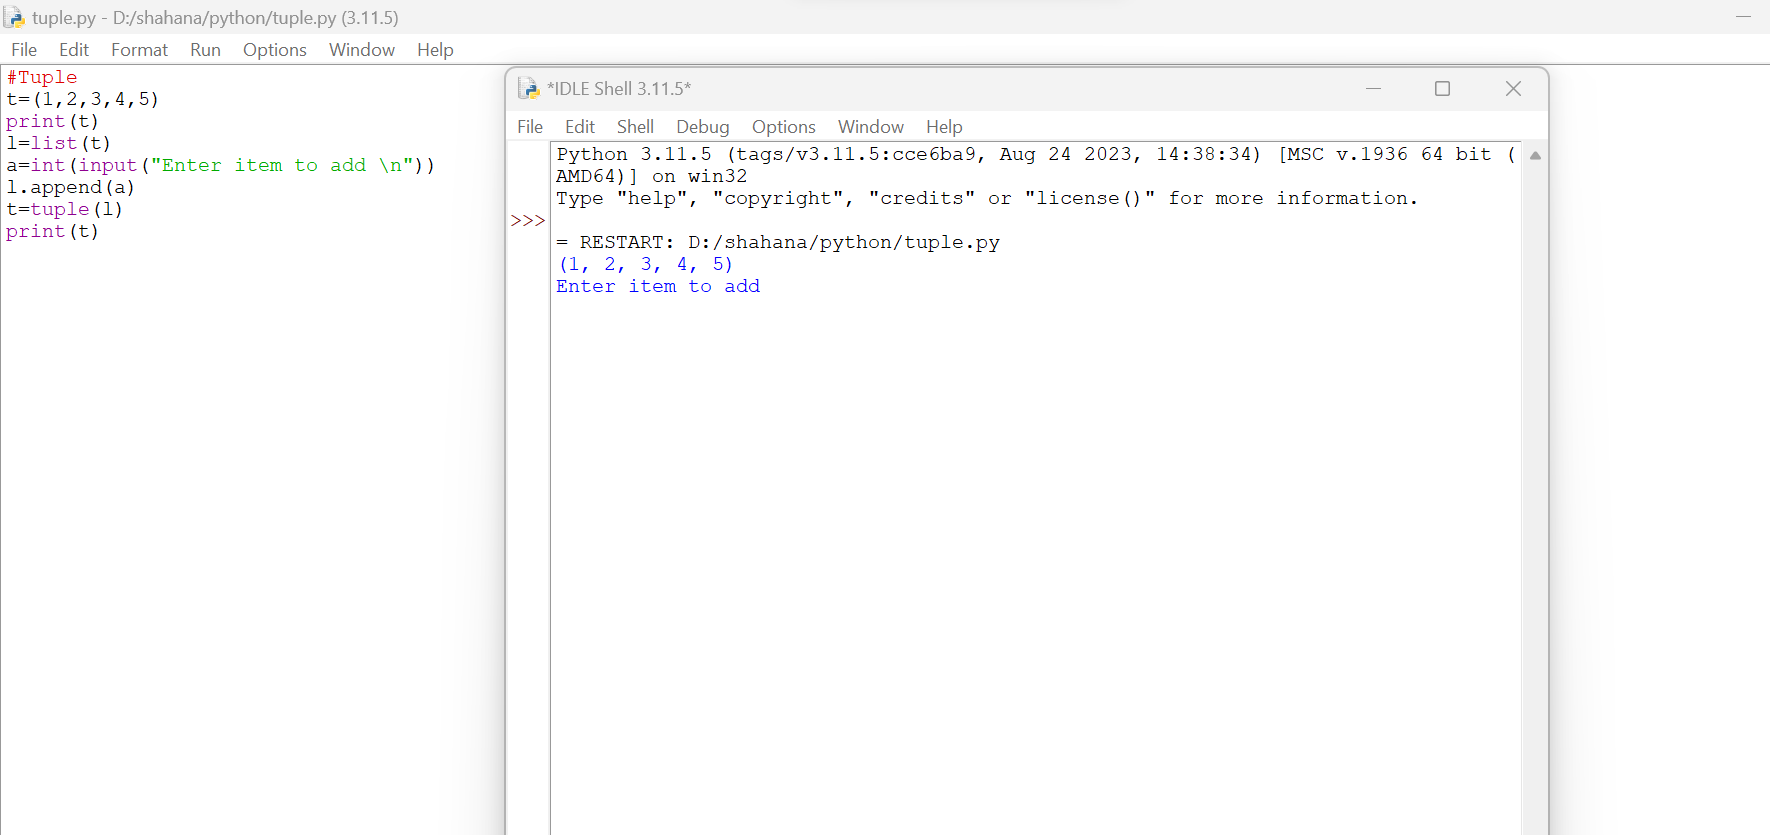 tuple.py - D:/shahana/python/tuple.py (3.11.5)
File Edit Format Run Options Window Help
#Tuple
t=(1,2,3,4,5)
print(t)
l=list(t)
a=int(input("Enter item to add \n"))
l.append(a)
t=tuple(l)
print(t)
*IDLE Shell 3.11.5*
File Edit Shell Debug Options Window Help
Python 3.11.5 (tags/v3.11.5:cce6ba9, Aug 24 2023, 14:38:34) [MSC v.1936 64 bit (
AMD64)] on win32
Type "help", "copyright", "credits" or "license()" for more information.
>>>
= RESTART: D:/shahana/python/tuple.py
(1, 2, 3, 4, 5)
Enter item to add